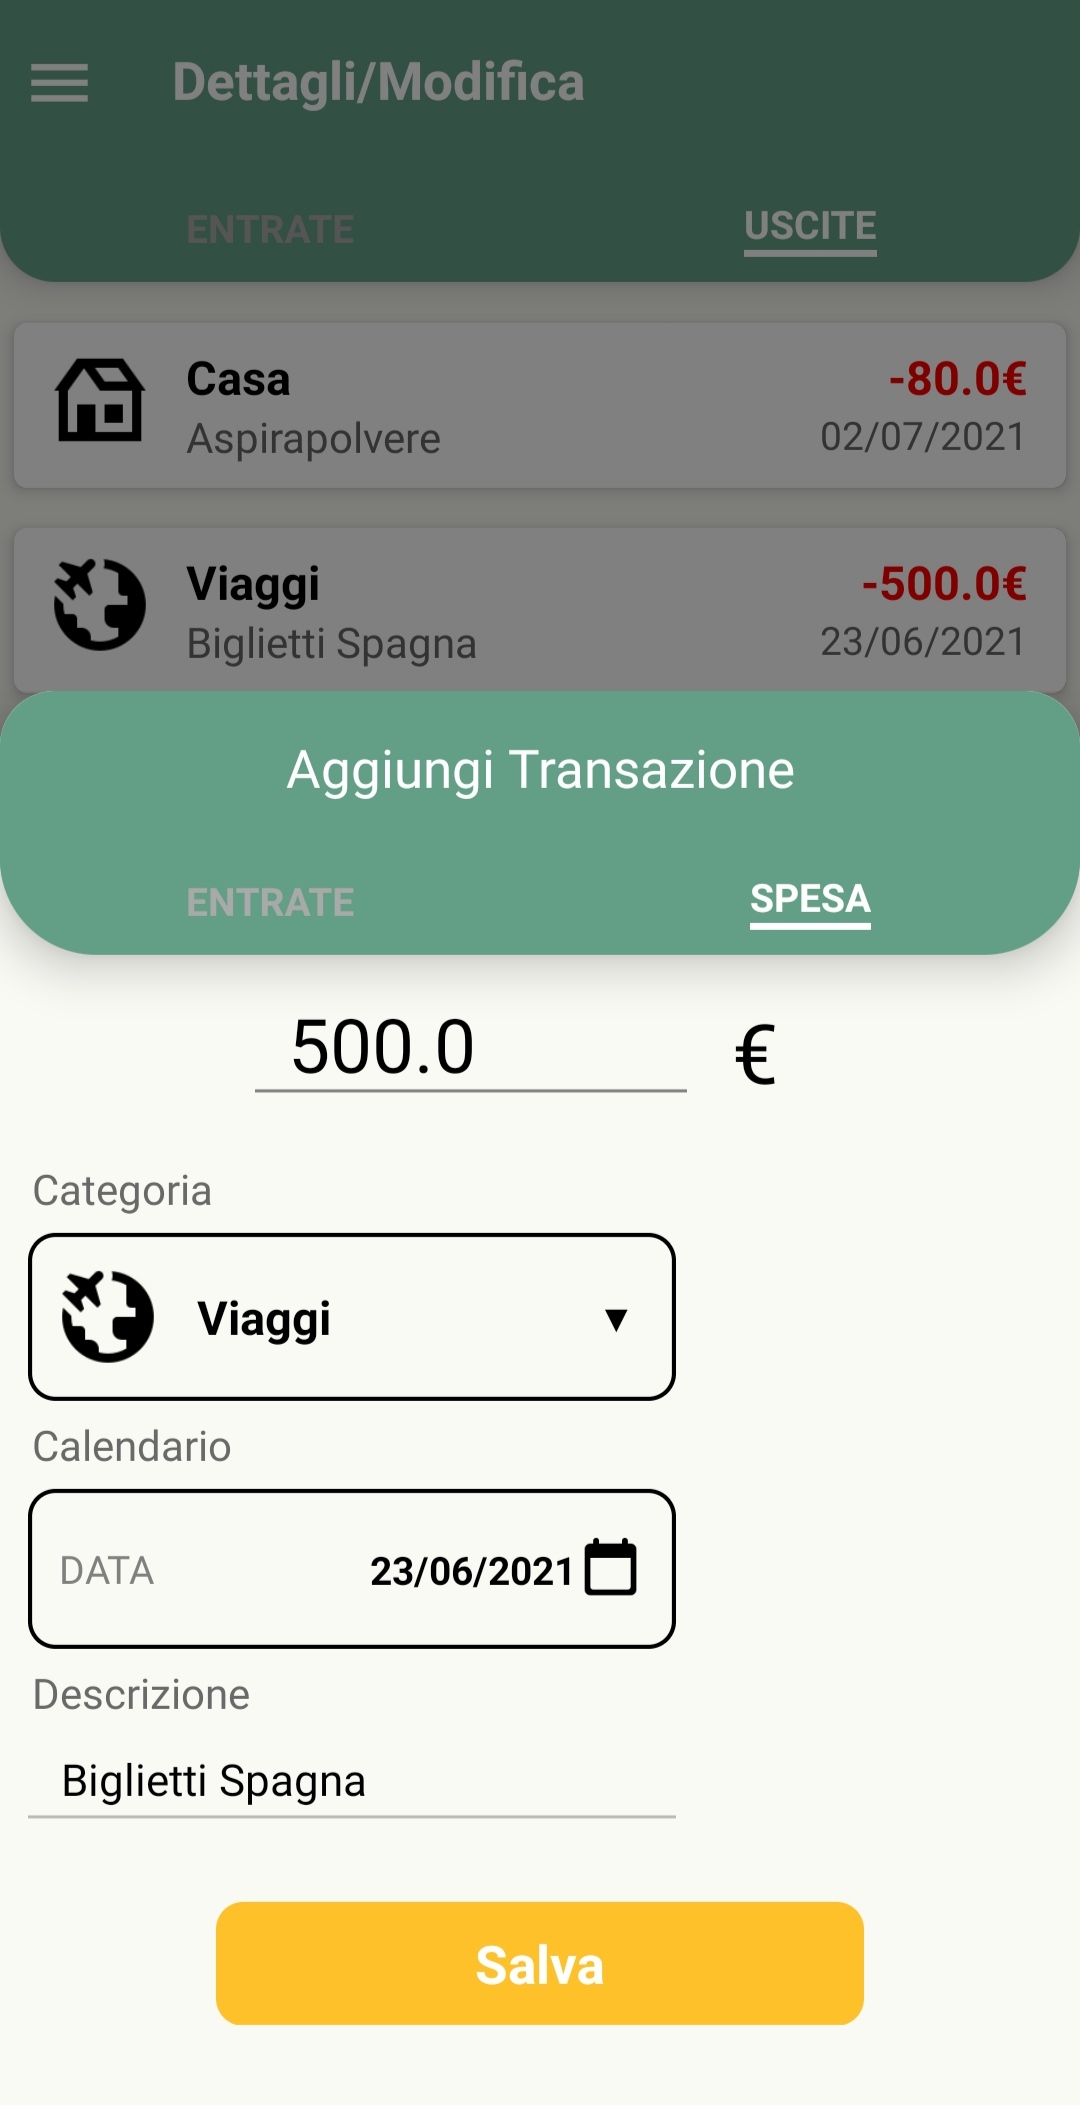 Dettagli/Modifica
ENTRATE USCITE
Casa -80.0€
Aspirapolvere 02/07/2021
Viaggi -500.0€
Biglietti Spagna 23/06/2021
Aggiungi Transazione
ENTRATE SPESA
500.0 €
Categoria
Viaggi
Calendario
DATA 23/06/2021
Descrizione
Biglietti Spagna
Salva